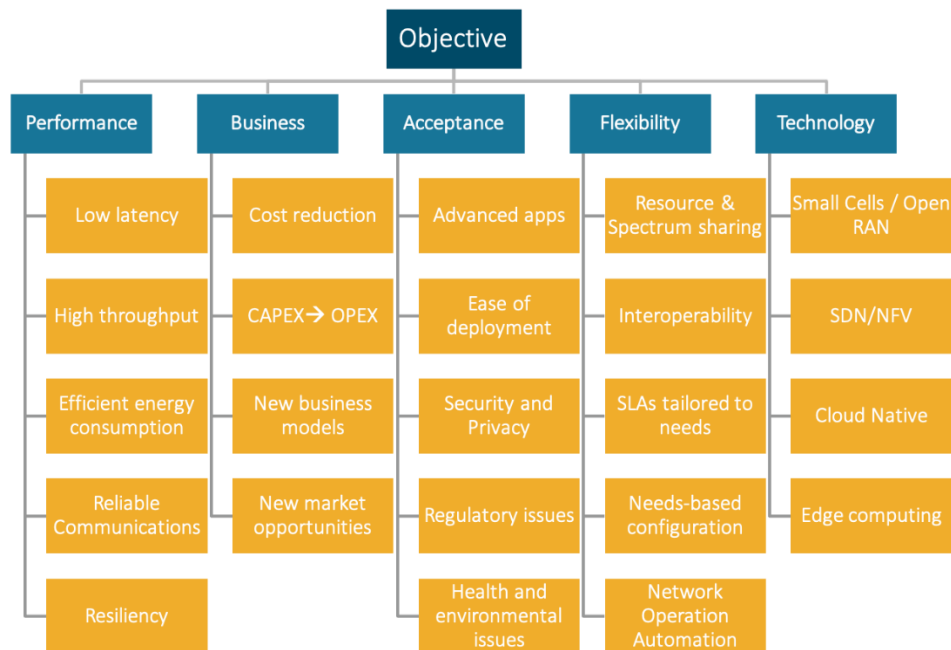 Objective
Performance
Business
Acceptance
Flexibility
Technology
Low latency
High throughput
Efficient energy
consumption
Reliable
Communications
Resiliency
Cost reduction
CAPEX→ OPEX
New business
models
New market
opportunities
Advanced apps
Ease of
deployment
Security and
Privacy
Regulatory issues
Health and
environmental
issues
Resource &
Spectrum sharing
Interoperability
SLAs tailored to
needs
Needs-based
configuration
Network
Operation
Automation
Small Cells / Open
RAN
SDN/NFV
Cloud Native
Edge computing